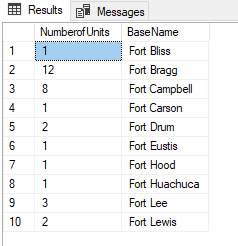 Results Messages
NumberofUnits BaseName
1 1 Fort Bliss
2 12 Fort Bragg
3 8 Fort Campbell
4 1 Fort Carson
5 2 Fort Drum
6 1 Fort Eustis
7 1 Fort Hood
8 1 Fort Huachuca
9 3 Fort Lee
10 2 Fort Lewis